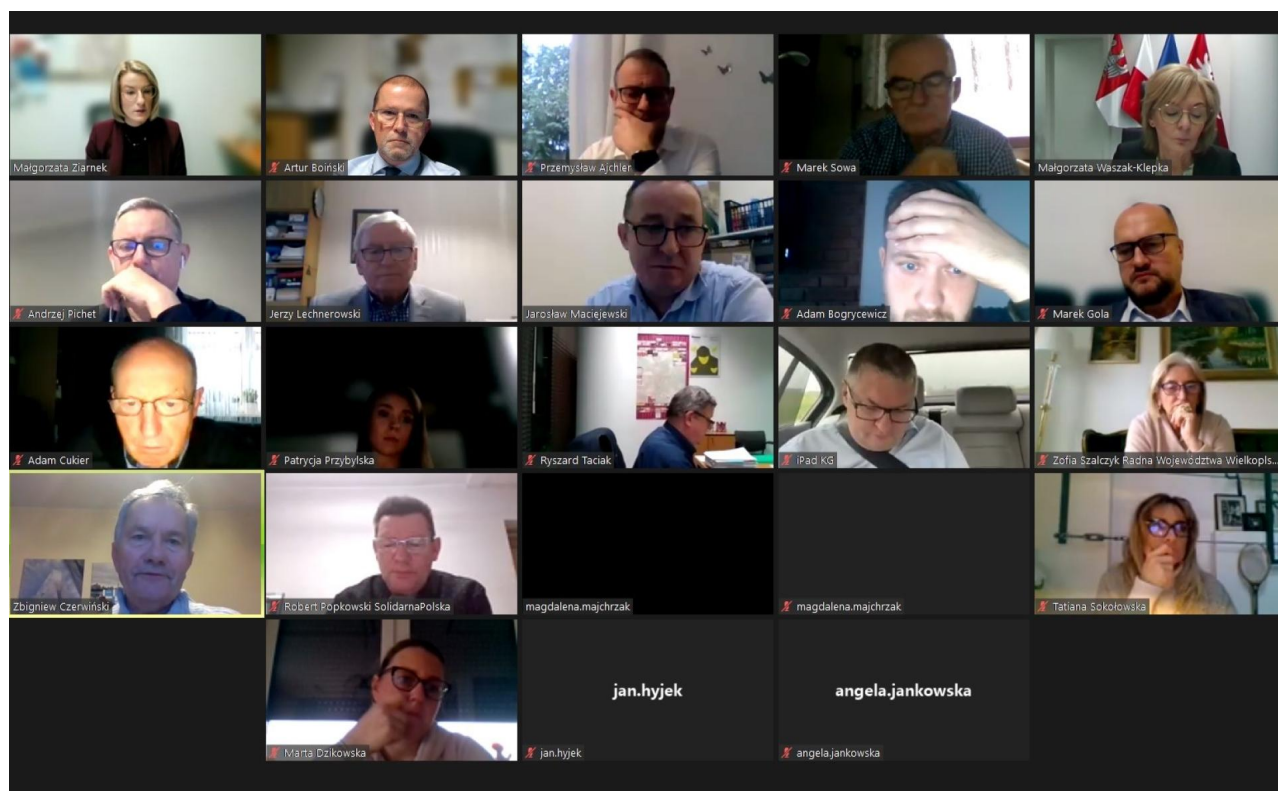 Małgorzata Ziarnek
Artur Boiński
Przemysław Ajchler
Marek Sowa
Małgorzata Waszak-Klepka
Andrzej Pichet
Jerzy Lechnerowski
Jarosław Maciejewski
Adam Bogrycewicz
Marek Gola
Adam Cukier
Patrycja Przybylska
Ryszard Taciak
iPad KG
Zofia Szalczyk Radna Województwa Wielkopls...
Zbigniew Czerwiński
Robert Popkowski SolidarnaPolska
magdalena.majchrzak
magdalena.majchrzak
Tatiana Sokołowska
Marta Dzikowska
jan.hyjek
jan.hyjek
angela.jankowska
angela.jankowska